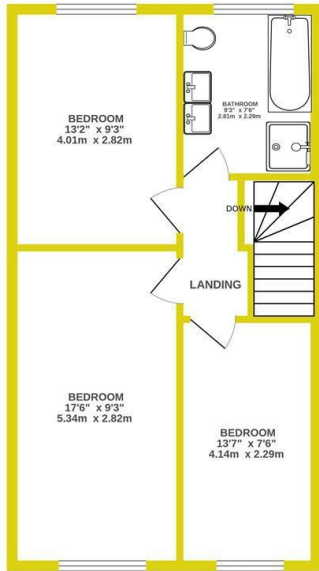 BEDROOM
13'2" x 9'3"
4.01m x 2.82m
BATHROOM
9'3" x 7'6"
2.81m x 2.29m
DOWN
LANDING
BEDROOM
17'6" x 9'3"
5.34m x 2.82m
BEDROOM
13'7" x 7'6"
4.14m x 2.29m